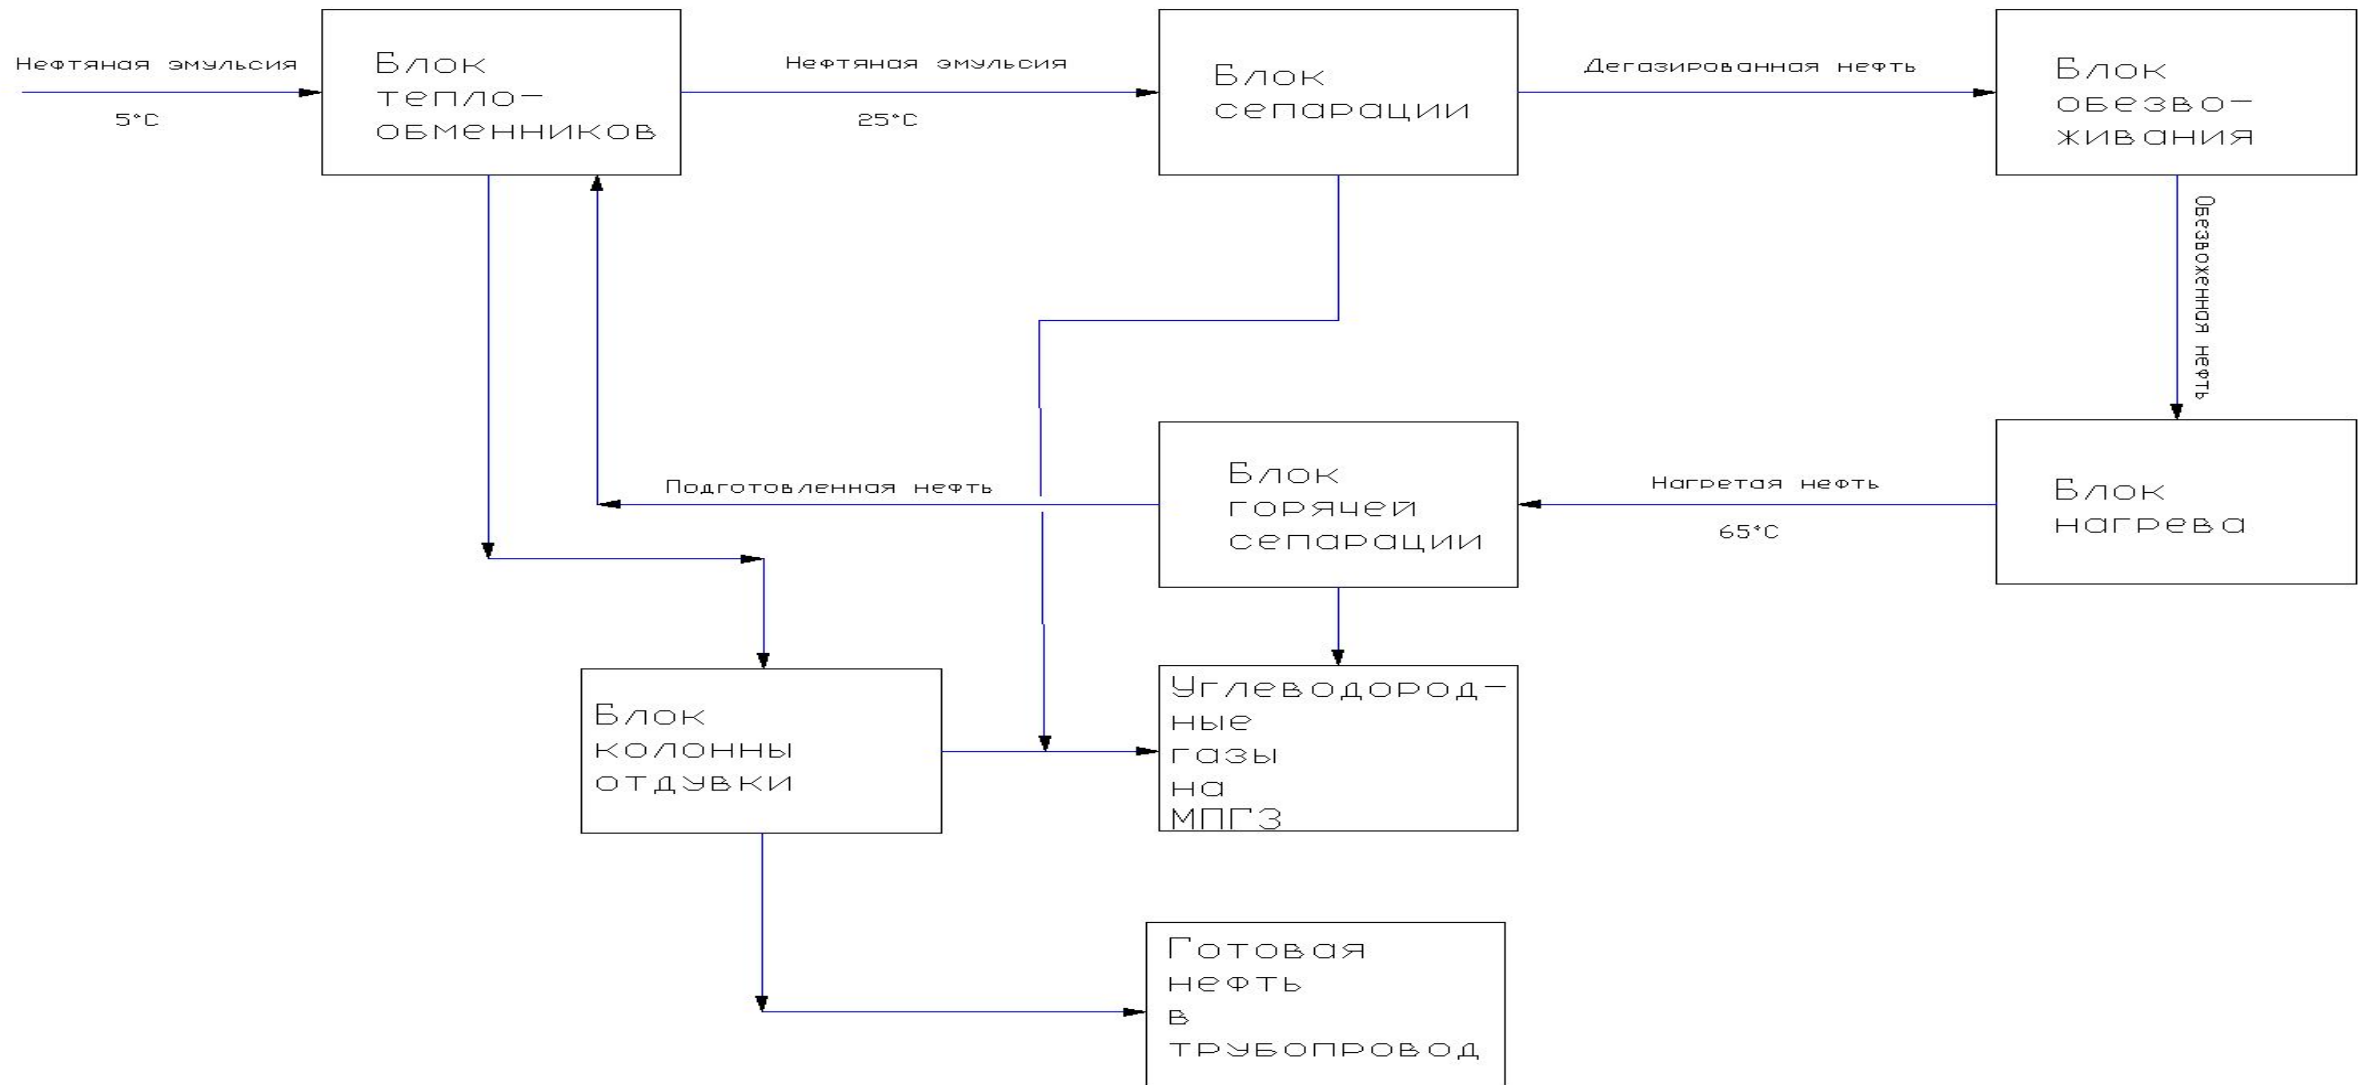 Нефтяная эмульсия
5°C
Блок
тепло-
обменников
Нефтяная эмульсия
25°C
Блок
сепарации
Дегазированная нефть
Блок
обезво-
живания
Обезвоженная нефть
Подготовленная нефть
Блок
горячей
сепарации
Нагретая нефть
65°C
Блок
нагрева
Блок
колонны
отдувки
Углеводород-
ные
газы
на
МПГЗ
Готовая
нефть
в
трубопровод